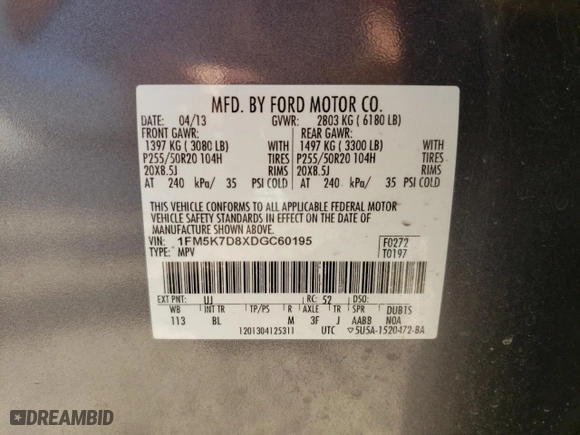 MFD. BY FORD MOTOR CO.
DATE: 04/13 GVWR: 2803 KG ( 6180 LB)
FRONT GAWR: REAR GAWR:
1397 KG ( 3080 LB) WITH 1497 KG ( 3300 LB) WITH
P255/50R20 104H TIRES P255/50R20 104H TIRES
20X8.5J RIMS 20X8.5J RIMS
AT 240 kPa/ 35 PSI COLD AT 240 kPa/ 35 PSI COLD
THIS VEHICLE CONFORMS TO ALL APPLICABLE FEDERAL MOTOR
VEHICLE SAFETY STANDARDS IN EFFECT ON THE DATE OF
MANUFACTURE SHOWN ABOVE.
VIN: 1FM5K7D8XDGC60195 F0272
TYPE: MPV T0197
EXT PNT: UJ RC: 52 DSO:
WB INT TR TP/PS R AXLE TR SPR DUBTS
113 BL M 3F J AABB NOA
1201304125311 UTC ▽5U5A-1520472-BA
DREAMBID